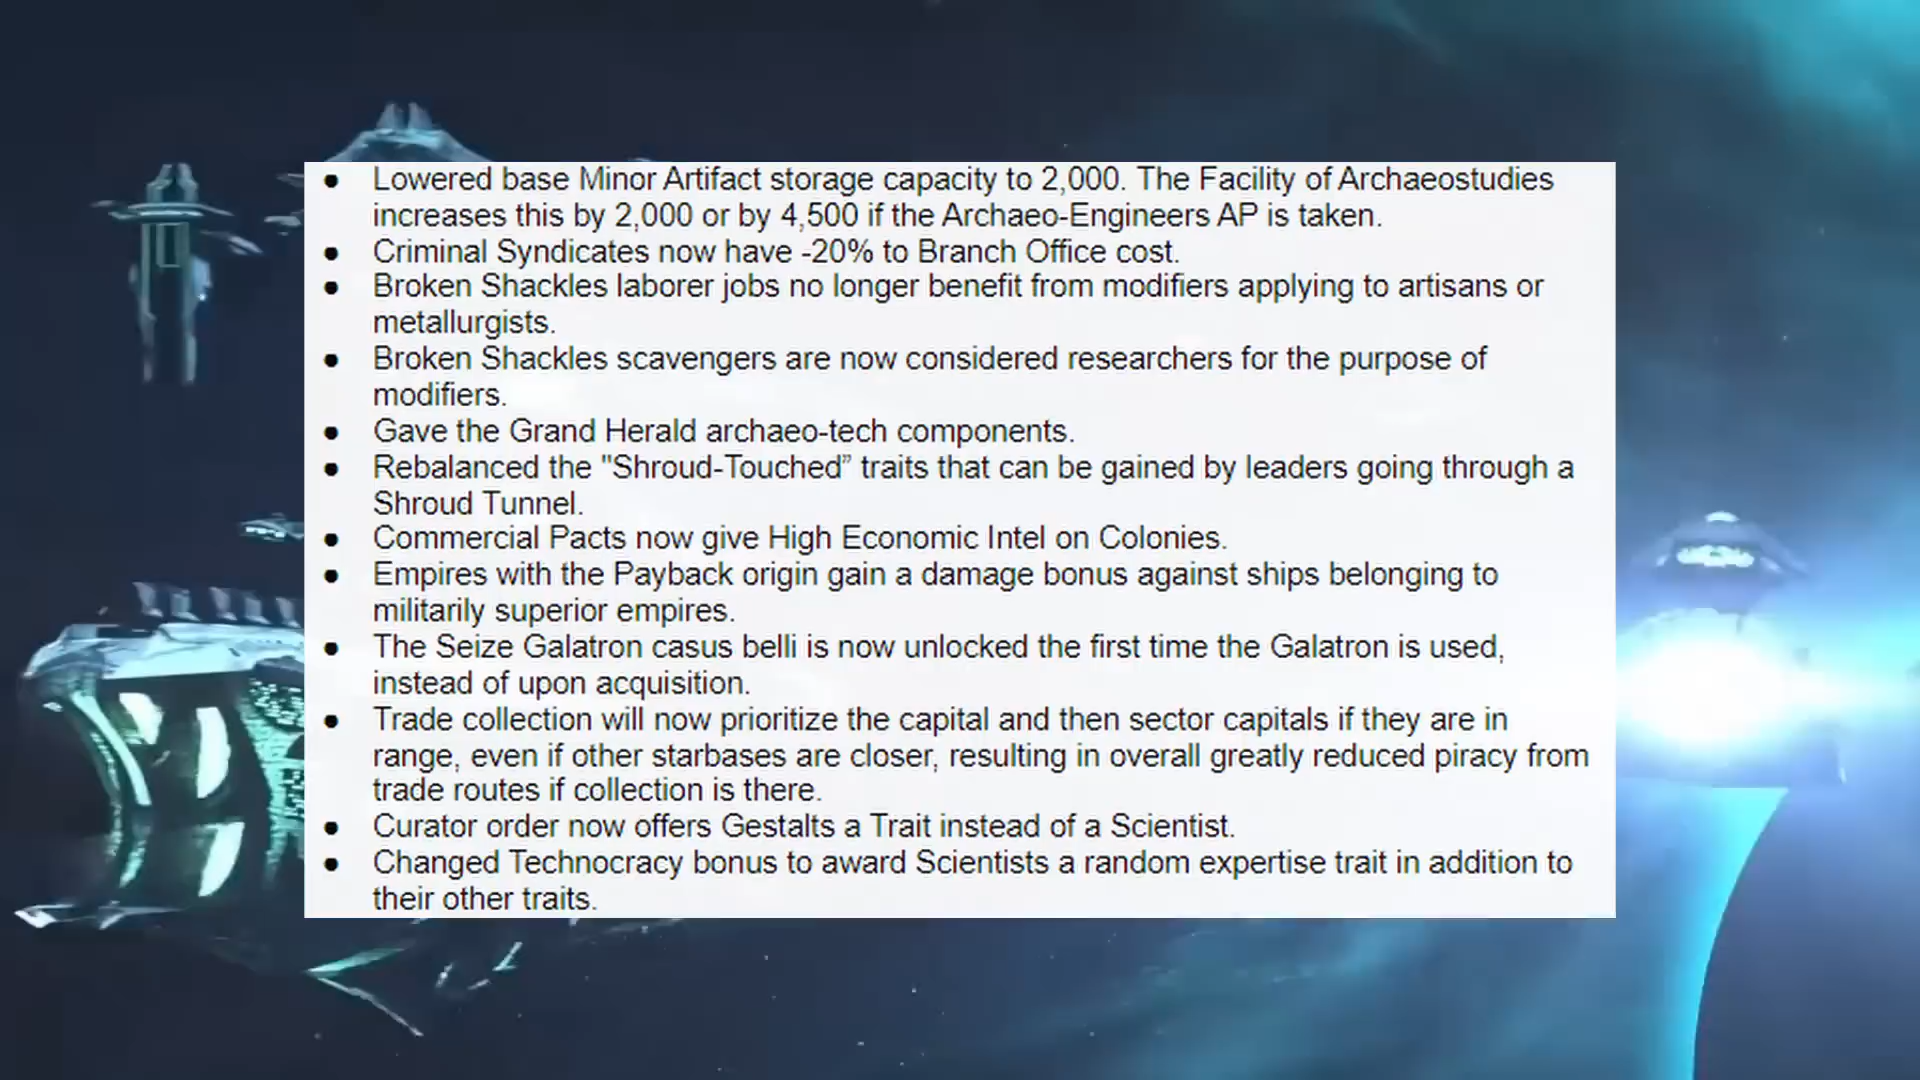 ● Lowered base Minor Artifact storage capacity to 2,000. The Facility of Archaeostudies
increases this by 2,000 or by 4,500 if the Archaeo-Engineers AP is taken.
● Criminal Syndicates now have -20% to Branch Office cost.
● Broken Shackles laborer jobs no longer benefit from modifiers applying to artisans or
metallurgists.
● Broken Shackles scavengers are now considered researchers for the purpose of
modifiers.
● Gave the Grand Herald archaeo-tech components.
● Rebalanced the "Shroud-Touched” traits that can be gained by leaders going through a
Shroud Tunnel.
● Commercial Pacts now give High Economic Intel on Colonies.
● Empires with the Payback origin gain a damage bonus against ships belonging to
militarily superior empires.
● The Seize Galatron casus belli is now unlocked the first time the Galatron is used,
instead of upon acquisition.
● Trade collection will now prioritize the capital and then sector capitals if they are in
range, even if other starbases are closer, resulting in overall greatly reduced piracy from
trade routes if collection is there.
● Curator order now offers Gestalts a Trait instead of a Scientist.
● Changed Technocracy bonus to award Scientists a random expertise trait in addition to
their other traits.